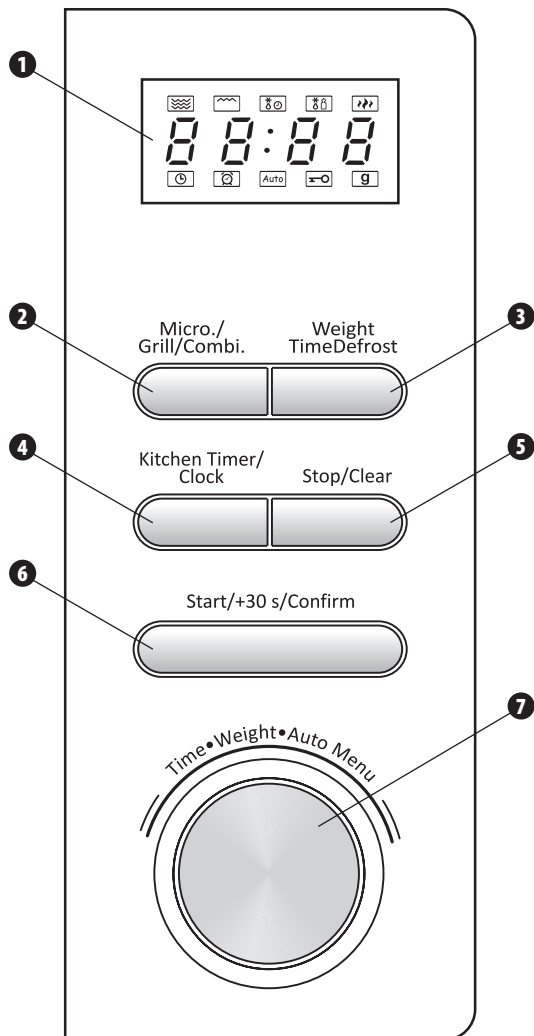 1
88:88
Auto
g
2
3
Micro./
Grill/Combi.
Weight
TimeDefrost
4
5
Kitchen Timer/
Clock
Stop/Clear
6
Start/+30 s/Confirm
7
Time•Weight•Auto Menu